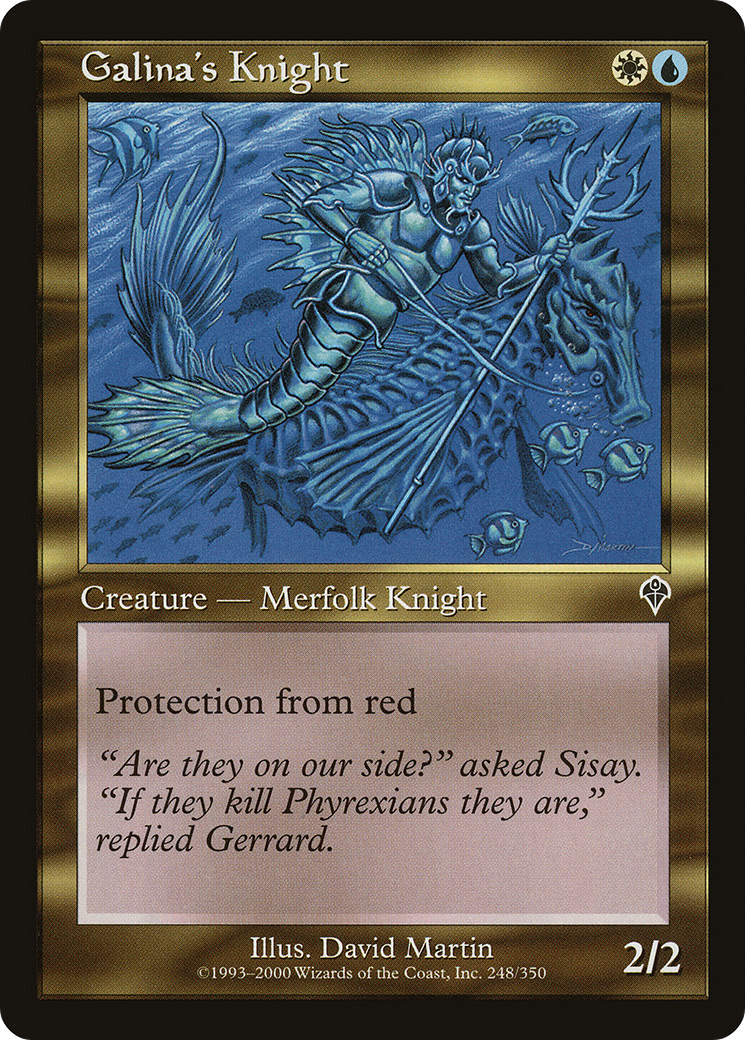 Galina's Knight
D. MARTIN
Creature — Merfolk Knight
Protection from red
“Are they on our side?” asked Sisay.
“If they kill Phyrexians they are,”
replied Gerrard.
Illus. David Martin
2/2
©1993–2000 Wizards of the Coast, Inc. 248/350